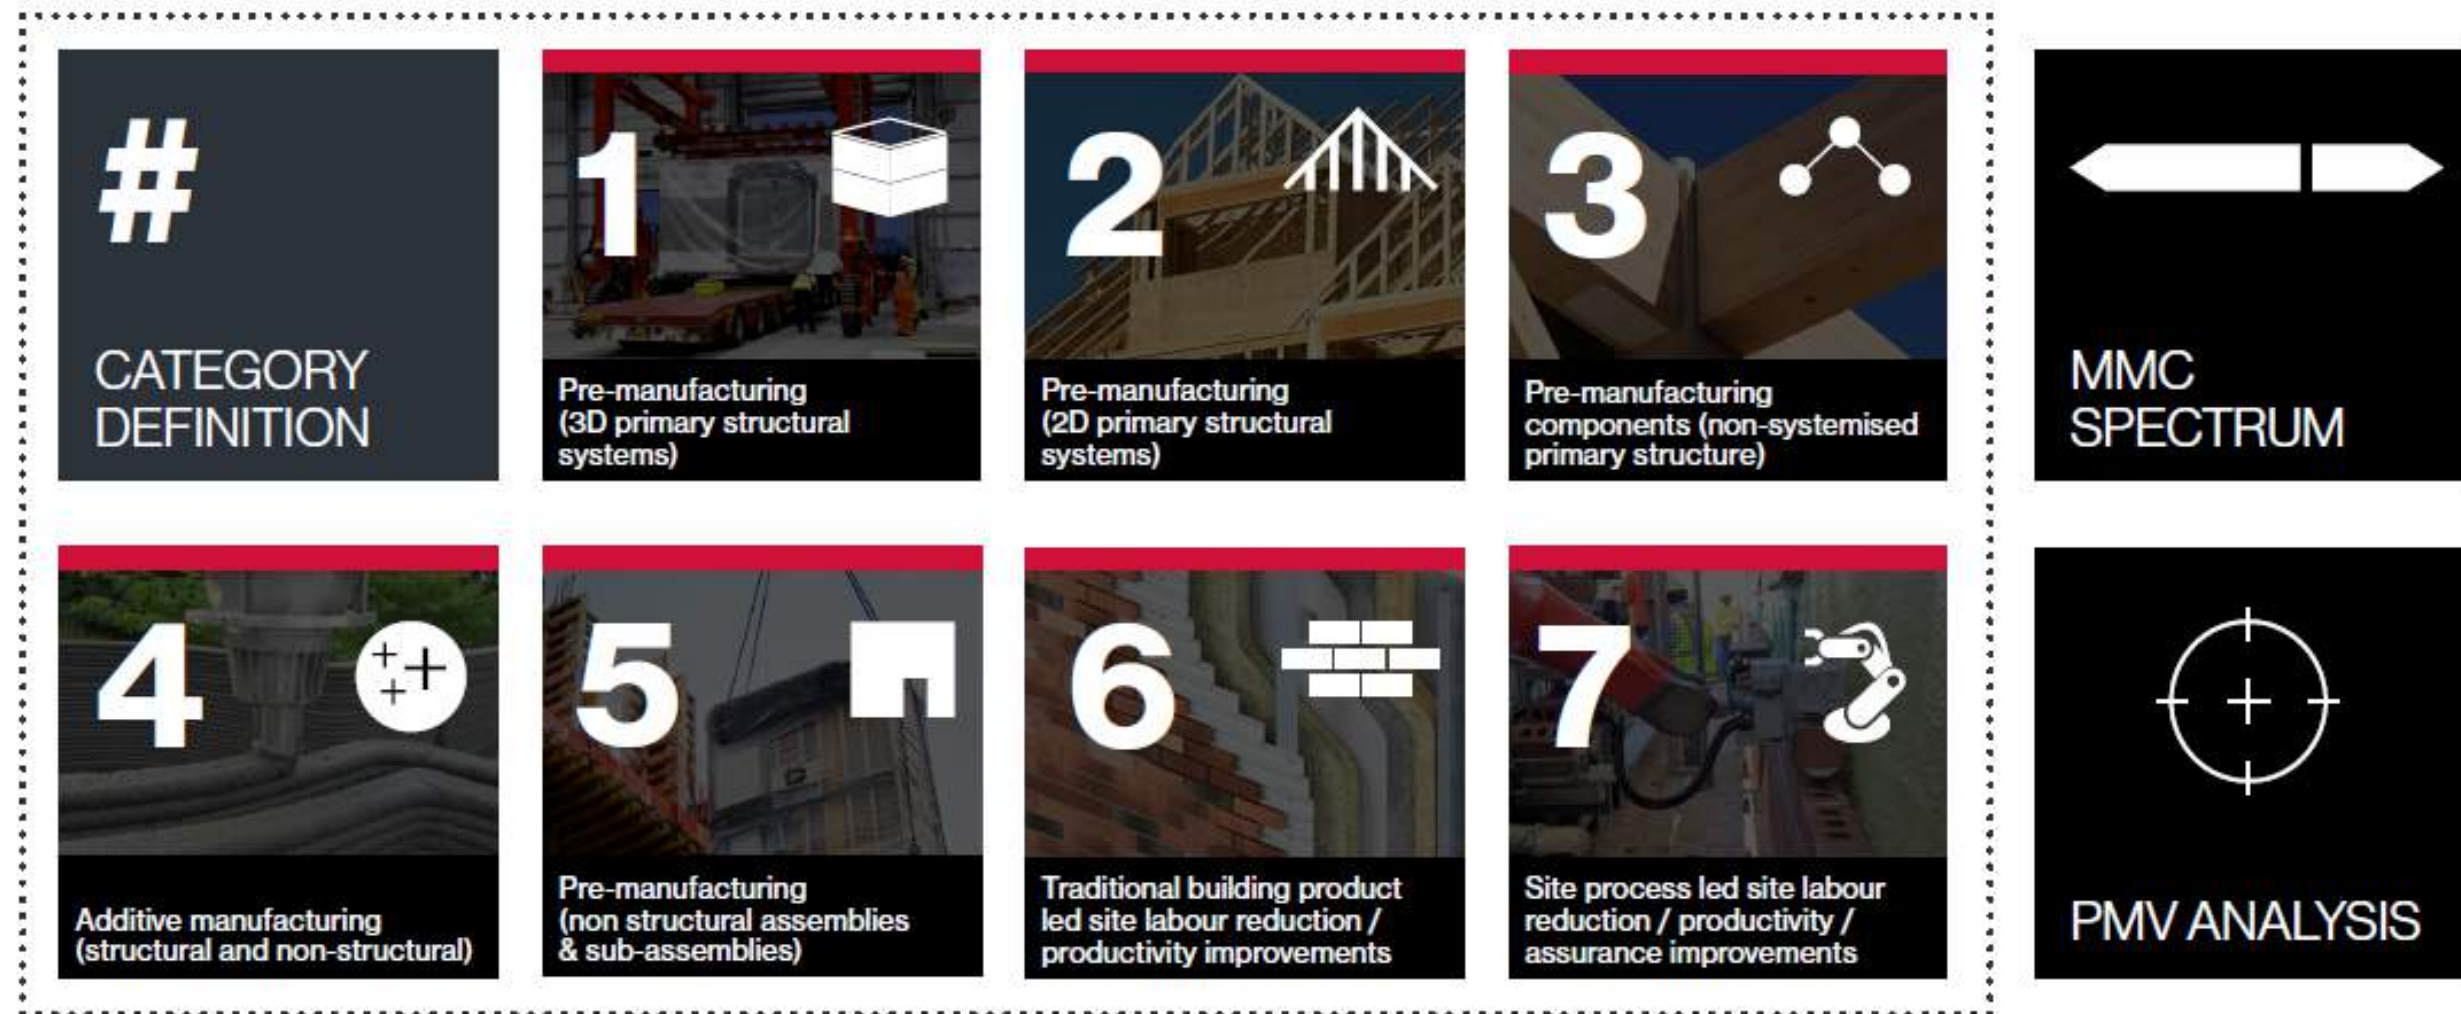 #
CATEGORY
DEFINITION
1
Pre-manufacturing
(3D primary structural
systems)
2
Pre-manufacturing
(2D primary structural
systems)
3
Pre-manufacturing
components (non-systemised
primary structure)
MMC
SPECTRUM
4
Additive manufacturing
(structural and non-structural)
5
Pre-manufacturing
(non structural assemblies
& sub-assemblies)
6
Traditional building product
led site labour reduction /
productivity improvements
7
Site process led site labour
reduction / productivity /
assurance improvements
PMV ANALYSIS